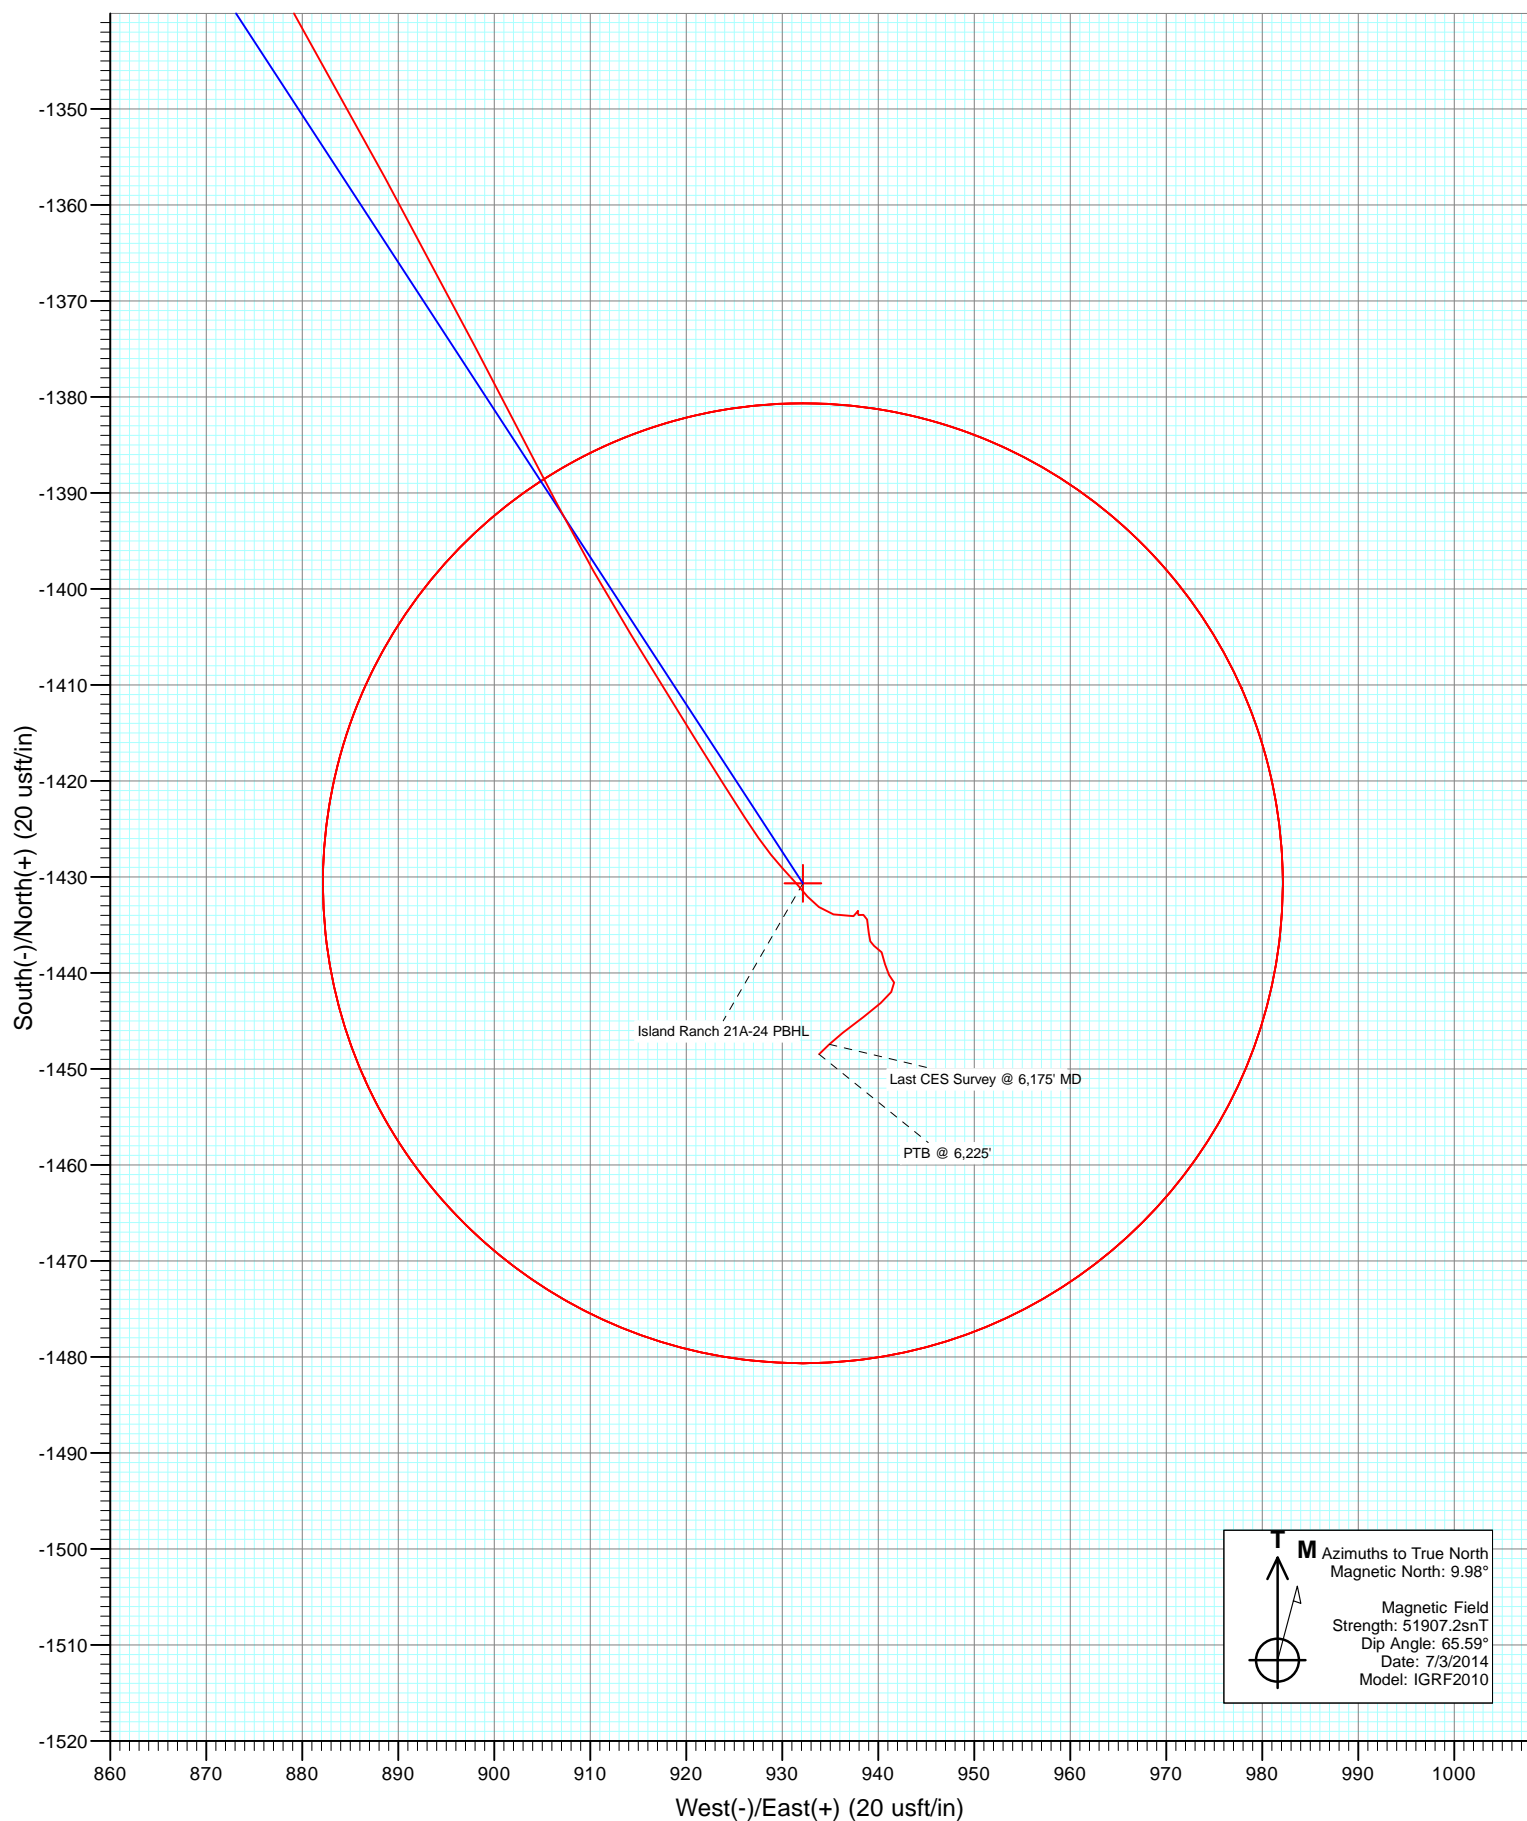 -1350
-1360
-1370
-1380
-1390
-1400
-1410
-1420
-1430
-1440
-1450
-1460
-1470
-1480
-1490
-1500
-1510
-1520
South(-)/North(+) (20 usft/in)
Island Ranch 21A-24 PBHL
Last CES Survey @ 6,175' MD
PTB @ 6,225'
T
M
Azimuths to True North
Magnetic North: 9.98°
Magnetic Field
Strength: 51907.2snT
Dip Angle: 65.59°
Date: 7/3/2014
Model: IGRF2010
860 870 880 890 900 910 920 930 940 950 960 970 980 990 1000
West(-)/East(+) (20 usft/in)